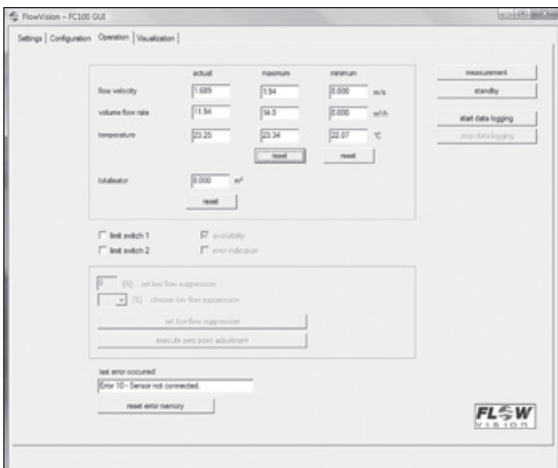 FlowVision - FC100 GUI
Settings | Configuration | Operation | Visualization
actual maximum minimum
flow velocity 1.689 1.94 0.000 m/s
volume flow rate 11.94 14.0 0.000 m³/h
temperature 23.25 23.34 22.07 °C
reset reset
totalisator 0.000 m³
reset
measurement
standby
start data logging
stop data logging
limit switch 1 availability
limit switch 2 error indication
0 [%] set low flow suppression
[%] choose low flow suppression
set low flow suppression
execute zero point adjustment
last error occurred
Error 10 - Sensor not connected.
reset error memory
FLOW
VISION